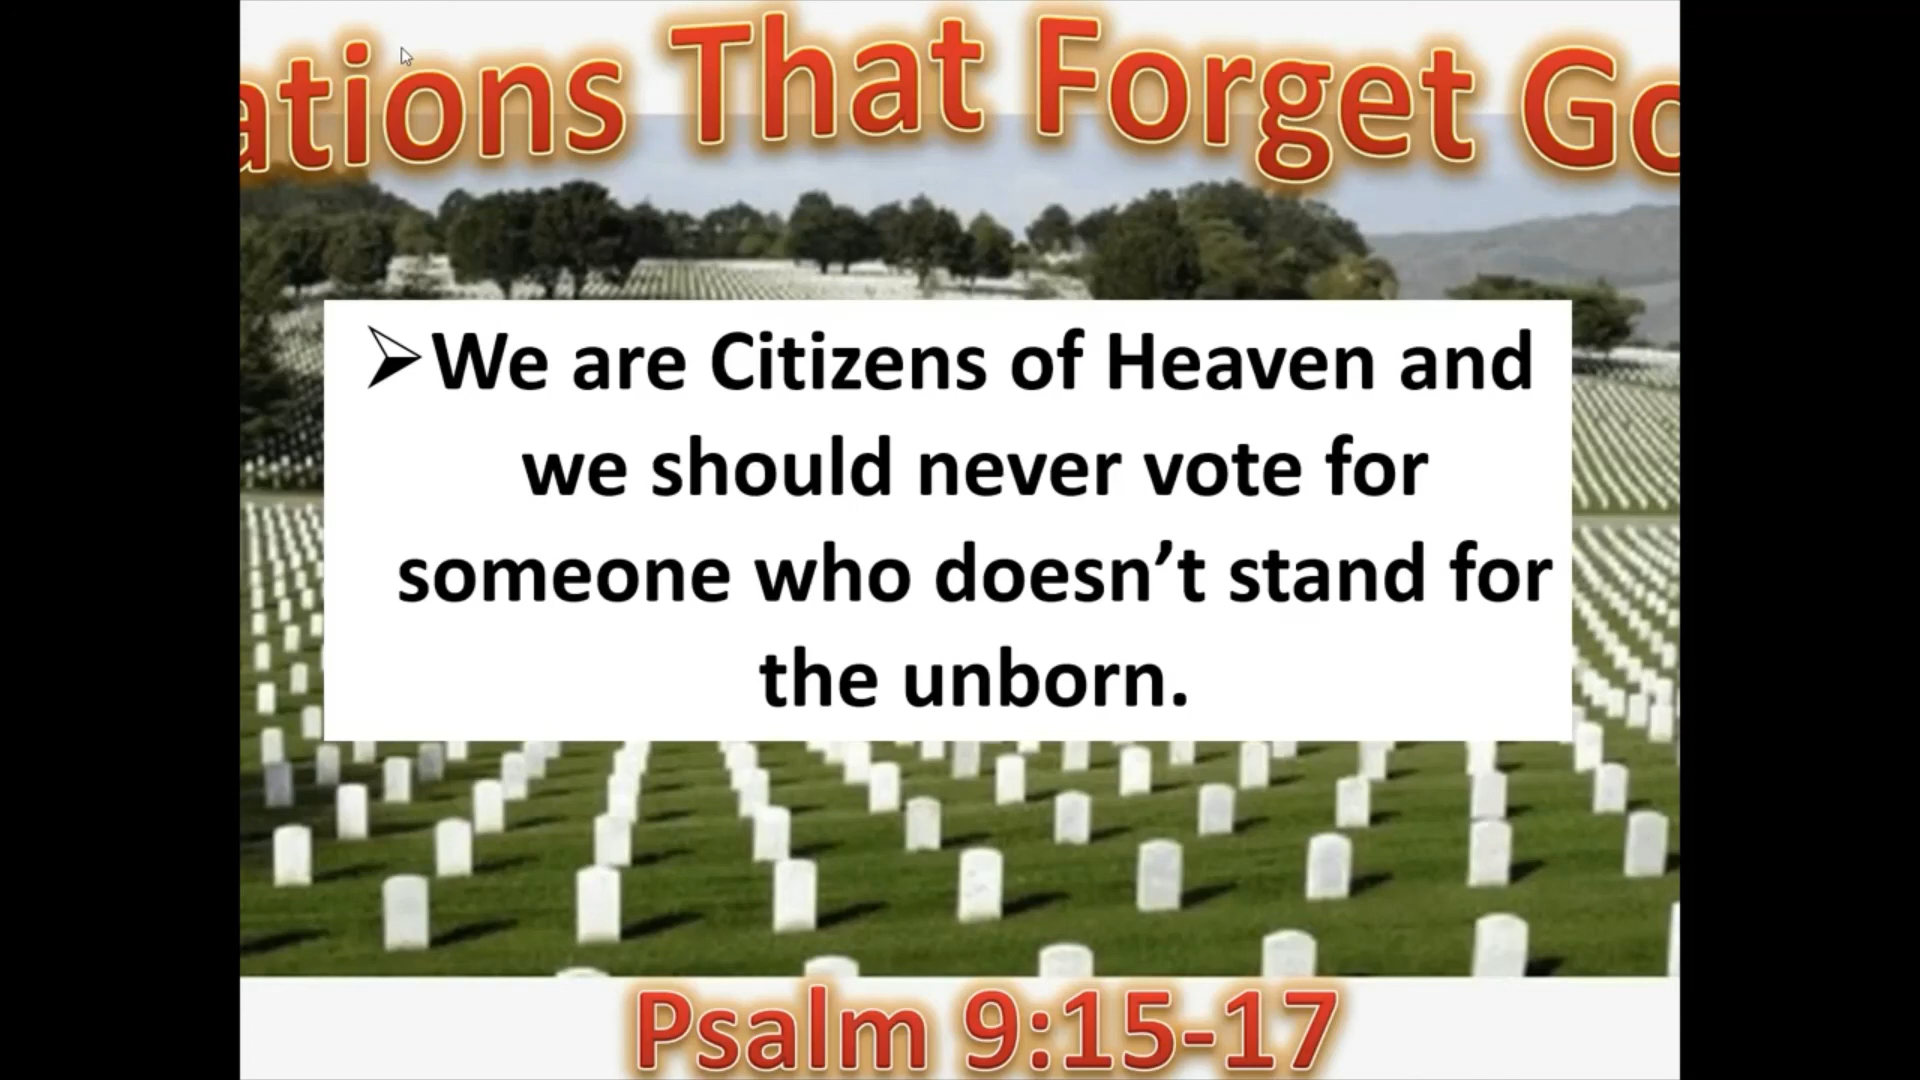 ations That Forget Go
➢We are Citizens of Heaven and
we should never vote for
someone who doesn’t stand for
the unborn.
Psalm 9:15-17